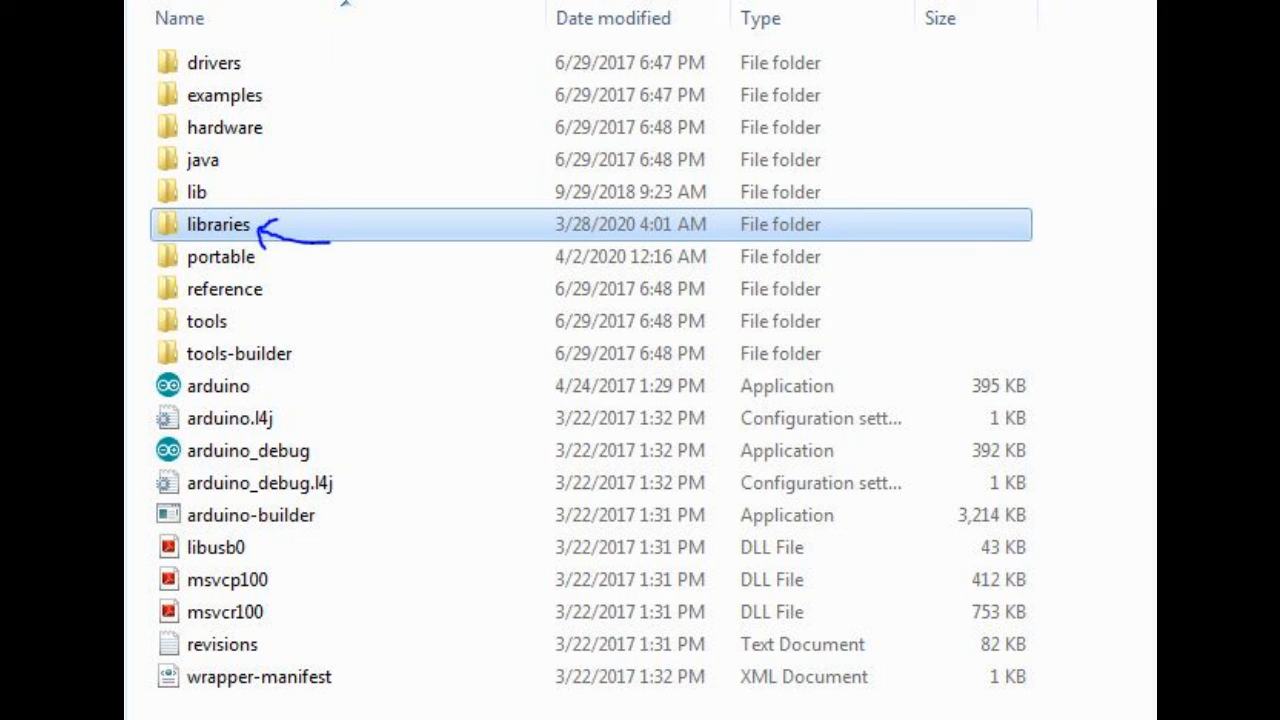 Name Date modified Type Size
drivers 6/29/2017 6:47 PM File folder
examples 6/29/2017 6:47 PM File folder
hardware 6/29/2017 6:48 PM File folder
java 6/29/2017 6:48 PM File folder
lib 9/29/2018 9:23 AM File folder
libraries 3/28/2020 4:01 AM File folder
portable 4/2/2020 12:16 AM File folder
reference 6/29/2017 6:48 PM File folder
tools 6/29/2017 6:48 PM File folder
tools-builder 6/29/2017 6:48 PM File folder
arduino 4/24/2017 1:29 PM Application 395 KB
arduino.l4j 3/22/2017 1:32 PM Configuration sett... 1 KB
arduino_debug 3/22/2017 1:32 PM Application 392 KB
arduino_debug.l4j 3/22/2017 1:32 PM Configuration sett... 1 KB
arduino-builder 3/22/2017 1:31 PM Application 3,214 KB
libusb0 3/22/2017 1:31 PM DLL File 43 KB
msvcp100 3/22/2017 1:31 PM DLL File 412 KB
msvcr100 3/22/2017 1:31 PM DLL File 753 KB
revisions 3/22/2017 1:31 PM Text Document 82 KB
wrapper-manifest 3/22/2017 1:32 PM XML Document 1 KB